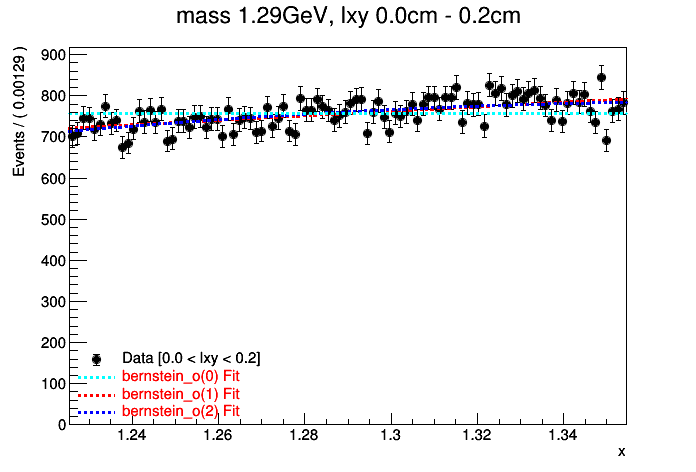 mass 1.29GeV, lxy 0.0cm - 0.2cm
Events / ( 0.00129 )
900
800
700
600
500
400
300
200
100
0
Data [0.0 < lxy < 0.2]
bernstein_o(0) Fit
bernstein_o(1) Fit
bernstein_o(2) Fit
1.24 1.26 1.28 1.3 1.32 1.34
x